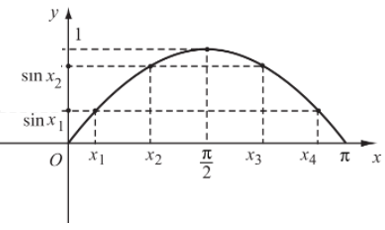 y
1
sin x₂
sin x₁
O x₁ x₂ π/2 x₃ x₄ π x